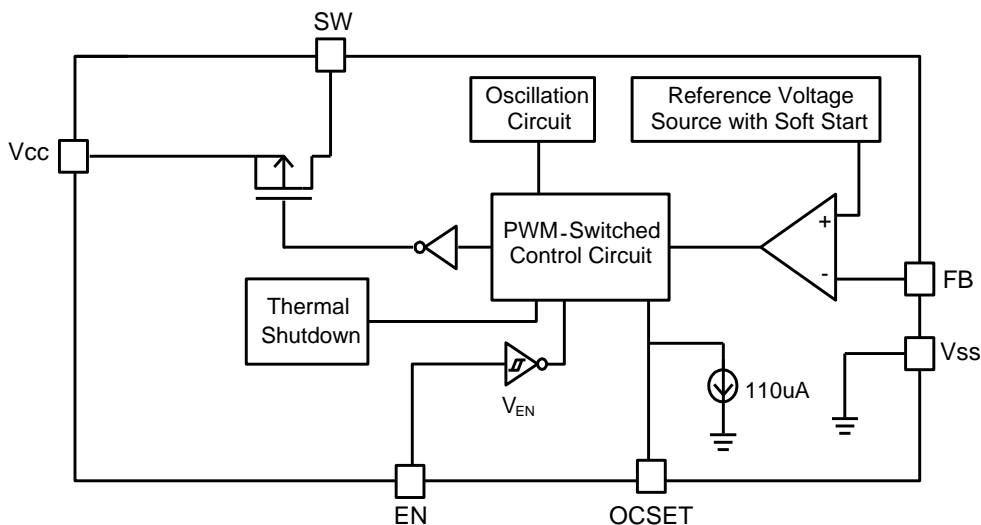 SW
Oscillation
Circuit
Reference Voltage
Source with Soft Start
Vcc
+
PWM-Switched
Control Circuit
-
FB
Thermal
Shutdown
Vss
VEN
110uA
EN
OCSET